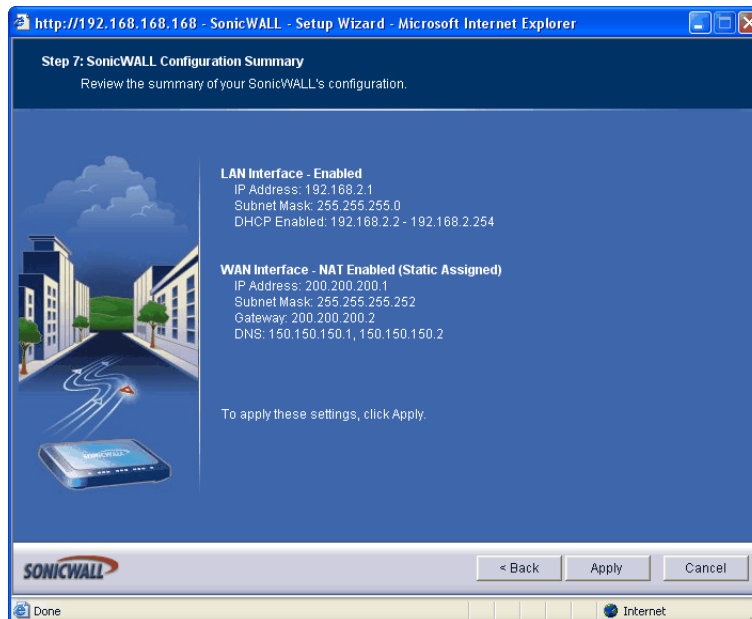 http://192.168.168.168 - SonicWALL - Setup Wizard - Microsoft Internet Explorer
Step 7: SonicWALL Configuration Summary
Review the summary of your SonicWALL's configuration.
LAN Interface - Enabled
IP Address: 192.168.2.1
Subnet Mask: 255.255.255.0
DHCP Enabled: 192.168.2.2 - 192.168.2.254
WAN Interface - NAT Enabled (Static Assigned)
IP Address: 200.200.200.1
Subnet Mask: 255.255.255.252
Gateway: 200.200.200.2
DNS: 150.150.150.1, 150.150.150.2
To apply these settings, click Apply.
SONICWALL
SONICWALL
< Back Apply Cancel
Done Internet